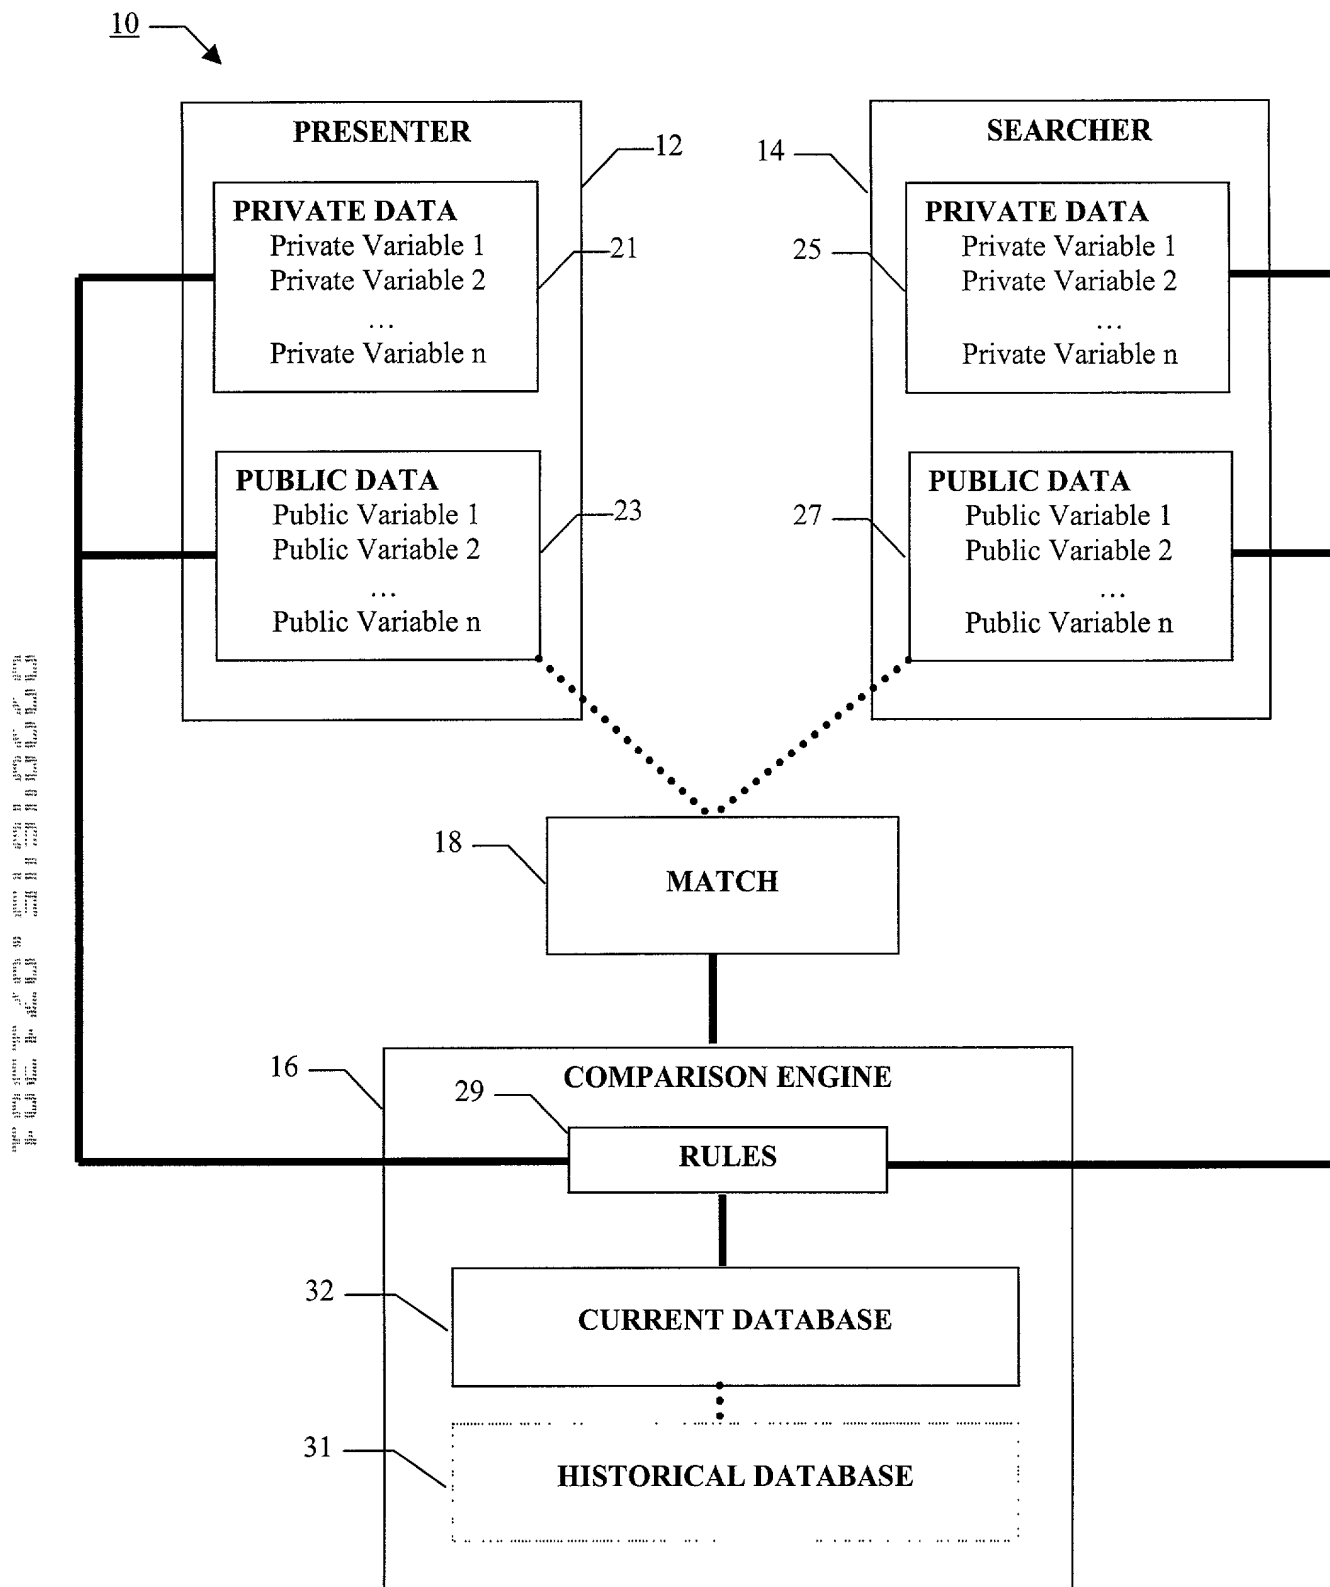 10
PRESENTER
12
PRIVATE DATA
Private Variable 1
Private Variable 2
...
Private Variable n
21
PUBLIC DATA
Public Variable 1
Public Variable 2
...
Public Variable n
23
SEARCHER
14
PRIVATE DATA
Private Variable 1
Private Variable 2
...
Private Variable n
25
PUBLIC DATA
Public Variable 1
Public Variable 2
...
Public Variable n
27
18
MATCH
16
COMPARISON ENGINE
29
RULES
32
CURRENT DATABASE
31
HISTORICAL DATABASE